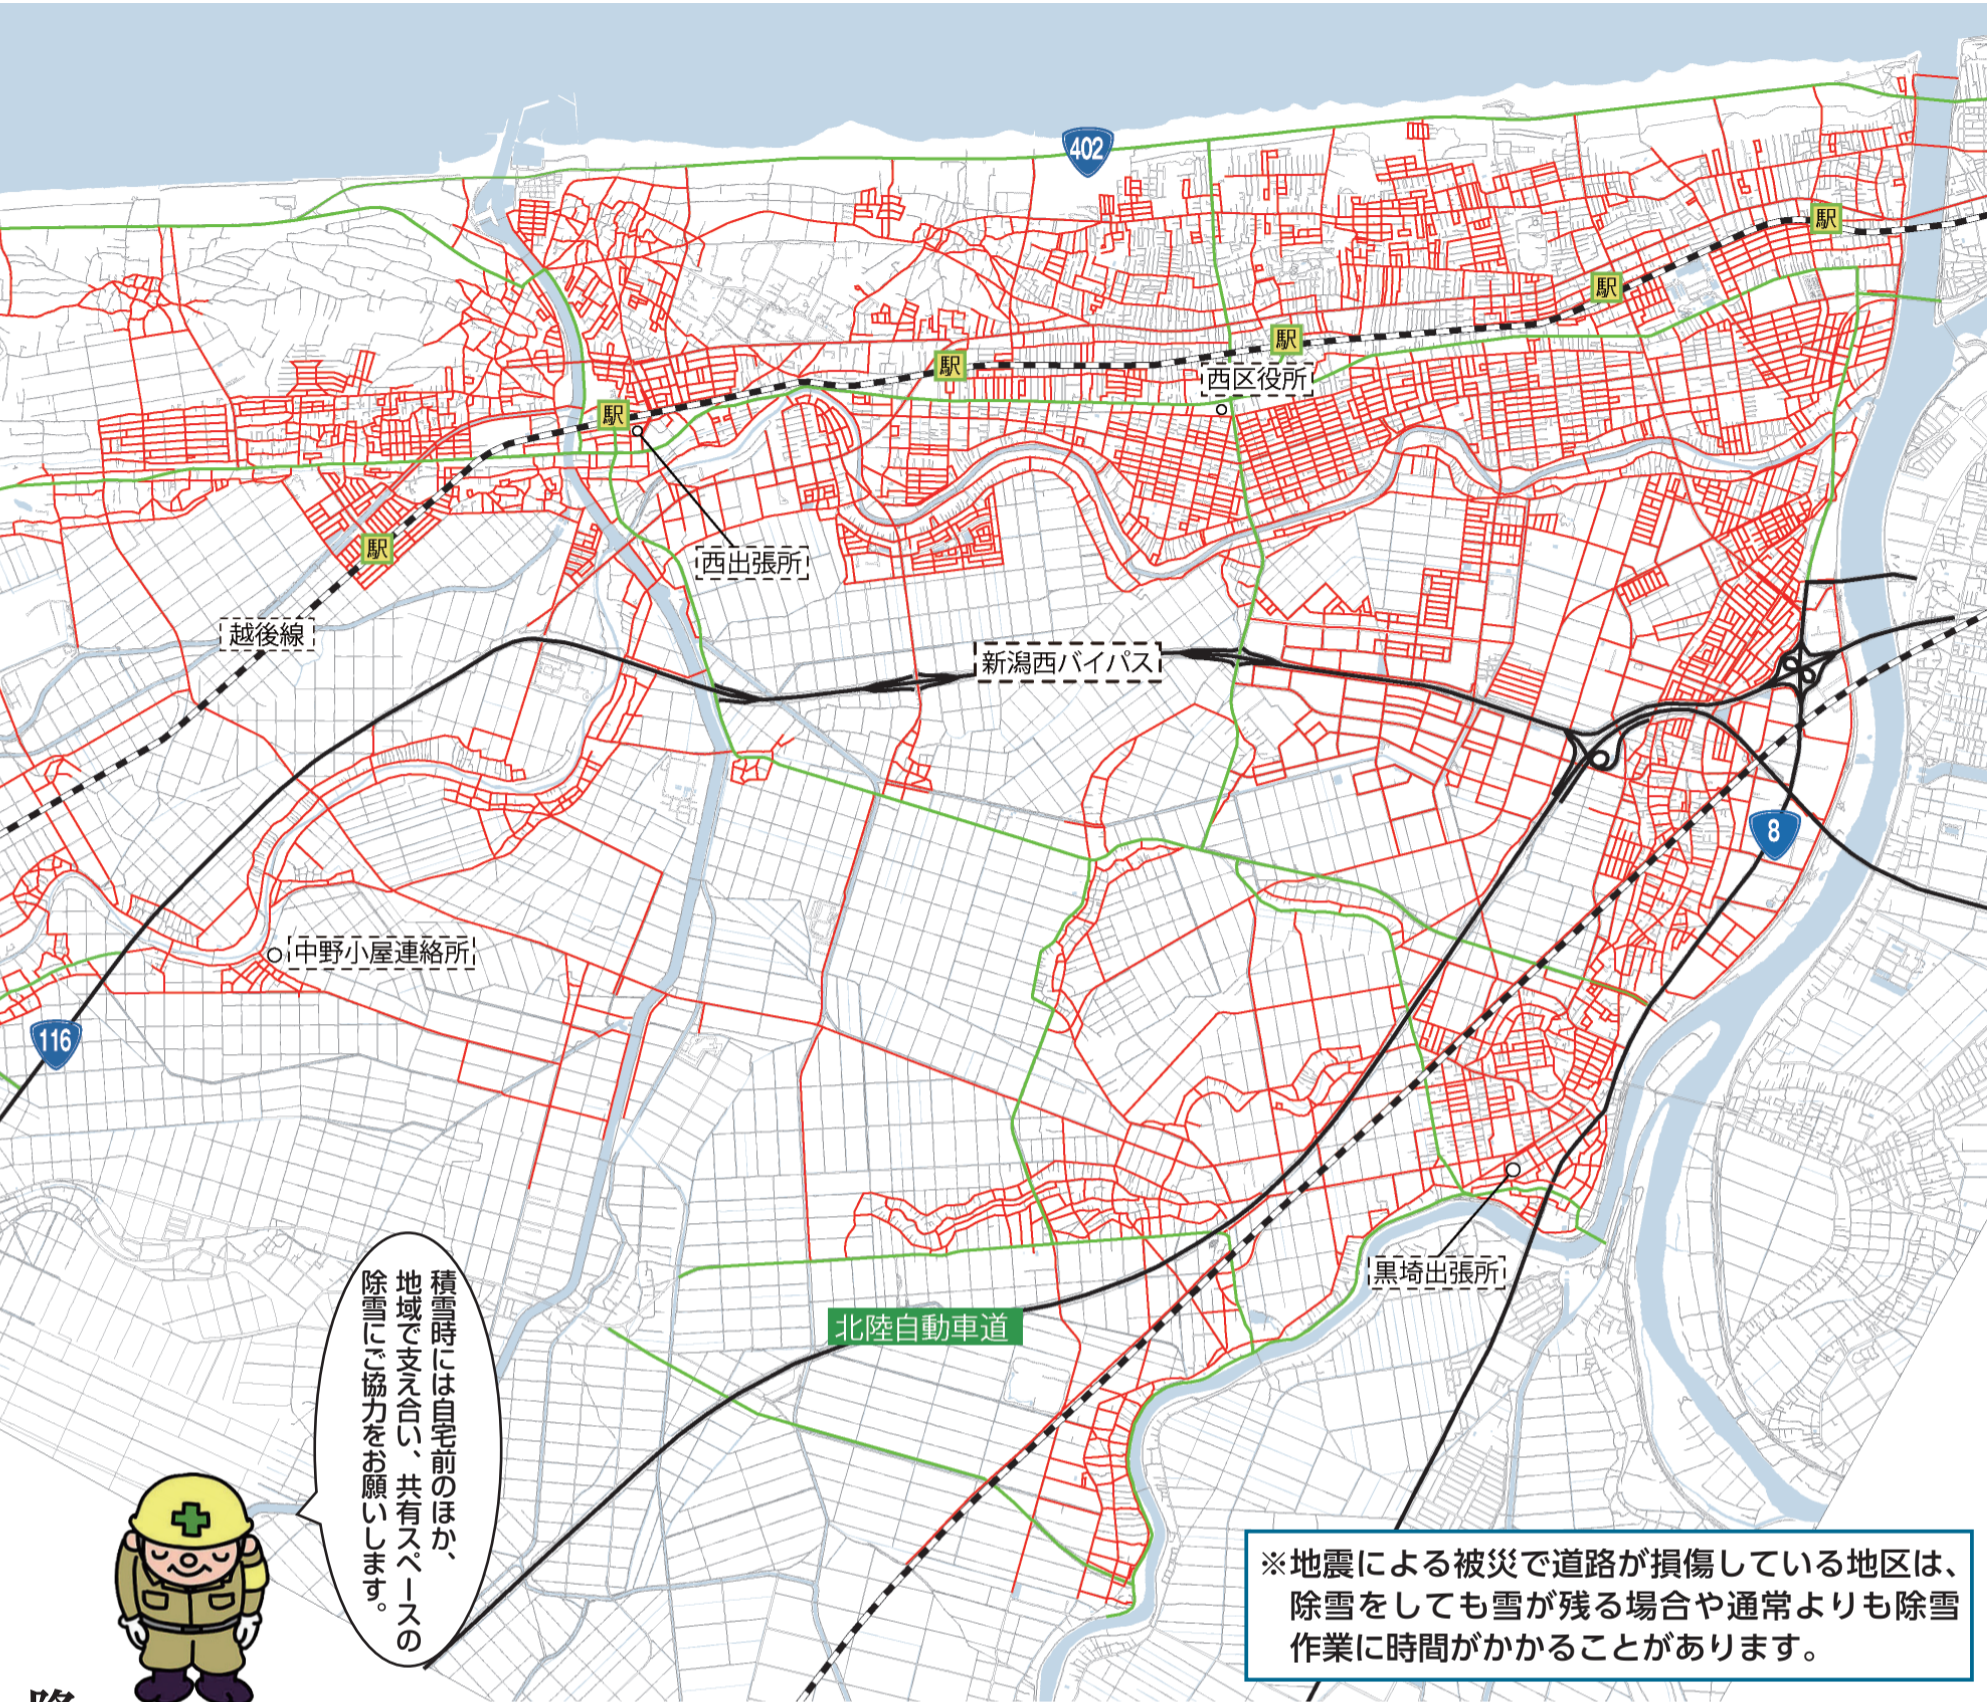 402
駅
駅
駅
西区役所
駅
駅
駅
西出張所
越後線
新潟西バイパス
8
中野小屋連絡所
116
黒埼出張所
北陸自動車道
積雪時には自宅前のほか、
地域で支え合い、共有スペースの
除雪にご協力をお願いします。
※地震による被災で道路が損傷している地区は、
除雪をしても雪が残る場合や通常よりも除雪
作業に時間がかかることがあります。